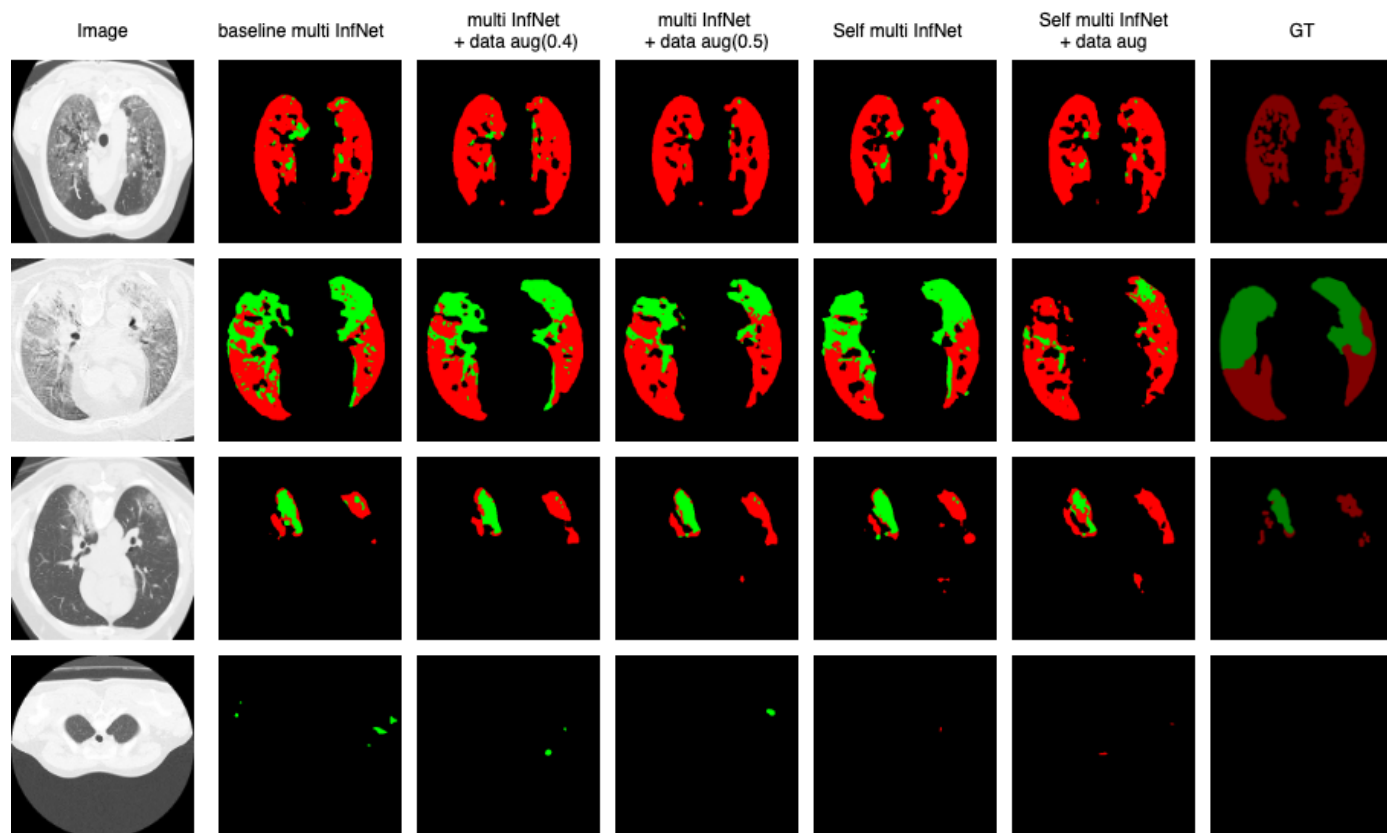 Image
baseline multi InfNet
multi InfNet
+ data aug(0.4)
multi InfNet
+ data aug(0.5)
Self multi InfNet
Self multi InfNet
+ data aug
GT